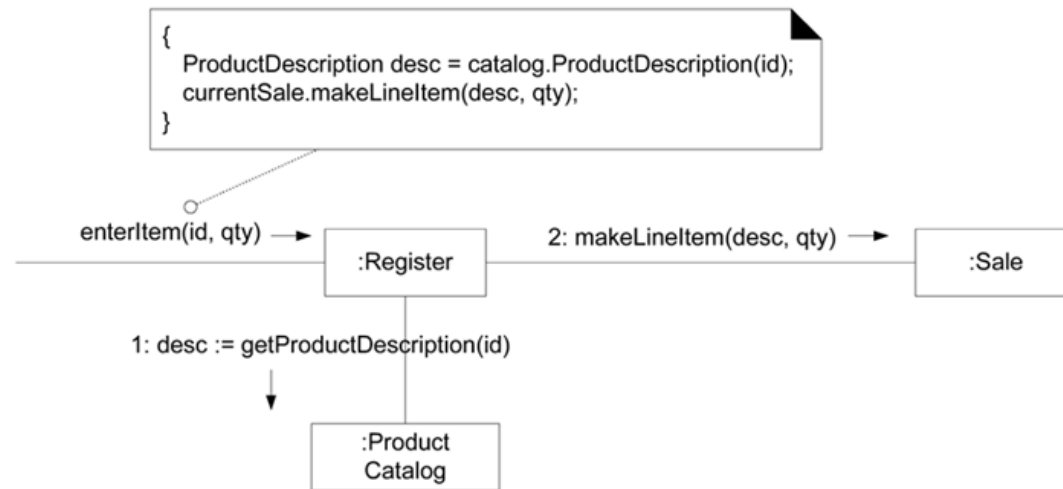 {
ProductDescription desc = catalog.ProductDescription(id);
currentSale.makeLineItem(desc, qty);
}
enterItem(id, qty)
2: makeLineItem(desc, qty)
:Register
:Sale
1: desc := getProductDescription(id)
:Product
Catalog